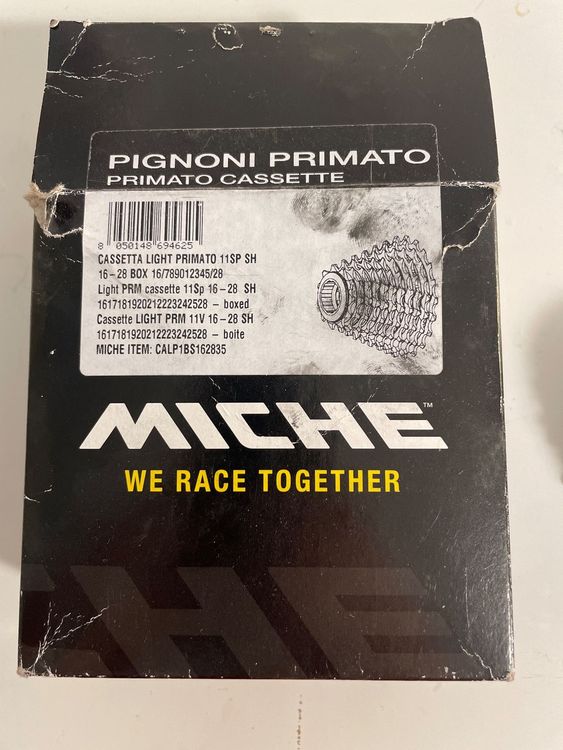 PIGNONI PRIMATO
PRIMATO CASSETTE
8 050148 694625
CASSETTA LIGHT PRIMATO 11SP SH
16 – 28 BOX 16/789012345/28
Light PRM cassette 11Sp 16 – 28 SH
1617181920212223242528 – boxed
Cassette LIGHT PRM 11V 16 – 28 SH
1617181920212223242528 – boite
MICHE ITEM: CALP1BS162835
MICHE™
WE RACE TOGETHER
CHE